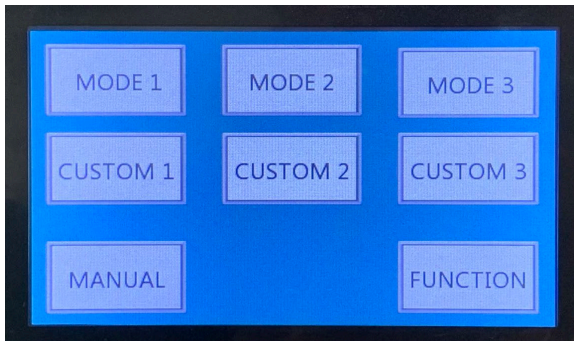 MODE 1 MODE 2 MODE 3
CUSTOM 1 CUSTOM 2 CUSTOM 3
MANUAL FUNCTION